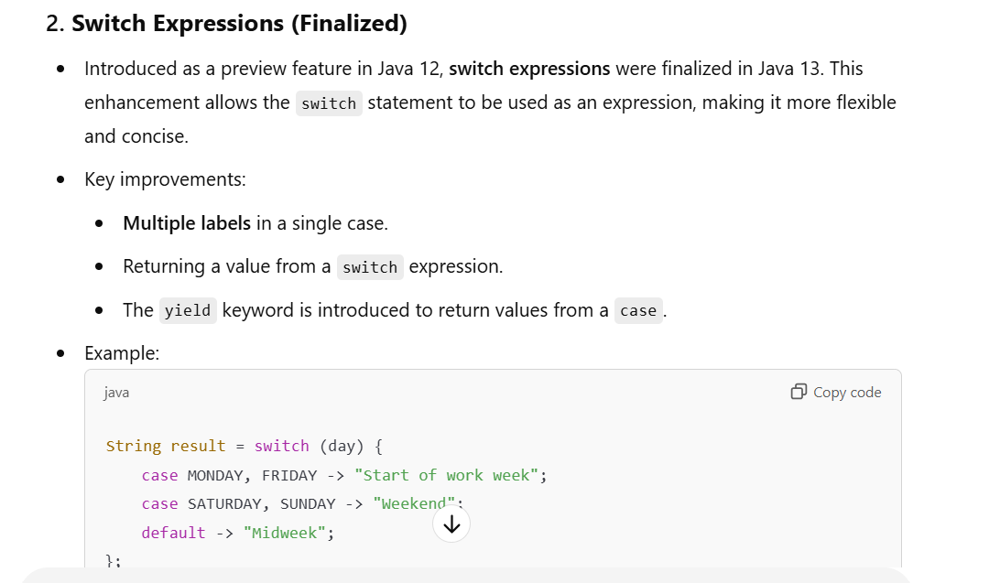 2. Switch Expressions (Finalized)
• Introduced as a preview feature in Java 12, switch expressions were finalized in Java 13. This
enhancement allows the switch statement to be used as an expression, making it more flexible
and concise.
• Key improvements:
• Multiple labels in a single case.
• Returning a value from a switch expression.
• The yield keyword is introduced to return values from a case.
• Example:
java Copy code
String result = switch (day) {
    case MONDAY, FRIDAY -> "Start of work week";
    case SATURDAY, SUNDAY -> "Weekend";
    default -> "Midweek";
};